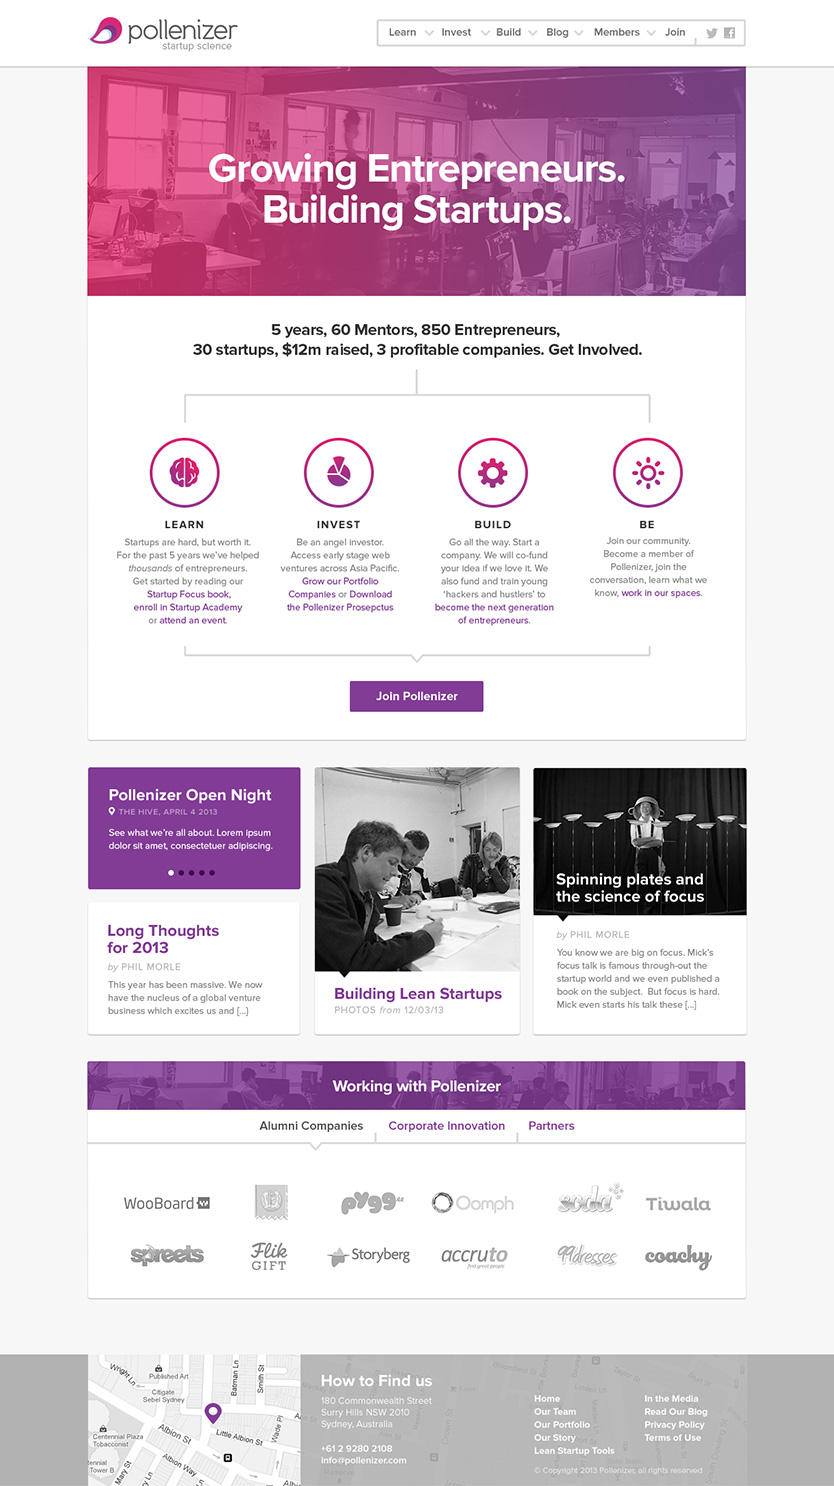 pollenizer
startup science
Learn Invest Build Blog Members Join
Growing Entrepreneurs.
Building Startups.
5 years, 60 Mentors, 850 Entrepreneurs,
30 startups, $12m raised, 3 profitable companies. Get Involved.
LEARN
Startups are hard, but worth it.
For the past 5 years we've helped
thousands of entrepreneurs.
Get started by reading our
Startup Focus book,
enroll in Startup Academy
or attend an event.
INVEST
Be an angel investor.
Access early stage web
ventures across Asia Pacific.
Grow our Portfolio
Companies or Download
the Pollenizer Prosepctus
BUILD
Go all the way. Start a
company. We will co-fund
your idea if we love it. We
also fund and train young
'hackers and hustlers' to
become the next generation
of entrepreneurs.
BE
Join our community.
Become a member of
Pollenizer, join the
conversation, learn what we
know, work in our spaces.
Join Pollenizer
Pollenizer Open Night
THE HIVE, APRIL 4 2013
See what we're all about. Lorem ipsum
dolor sit amet, consectetuer adipiscing.
Long Thoughts
for 2013
by PHIL MORLE
This year has been massive. We now
have the nucleus of a global venture
business which excites us and [...]
Building Lean Startups
PHOTOS from 12/03/13
Spinning plates and
the science of focus
by PHIL MORLE
You know we are big on focus. Mick's
focus talk is famous through-out the
startup world and we even published a
book on the subject. But focus is hard.
Mick even starts his talk these [...]
Working with Pollenizer
Alumni Companies Corporate Innovation Partners
WooBoard
pygg
Oomph
soda
Tiwala
spreets
Flik
GIFT
Storyberg
accruto
find great people
99dresses
coachy
Published Art
Citigate
Sebel Sydney
Batman Ln
Smith St
Albion St
Little Albion St
Wade Pl
Centennial Plaza
Tobacconist
Centennial
Tower B
Mary St
Albion St
How to Find us
180 Commonwealth Street
Surry Hills NSW 2010
Sydney, Australia
+61 2 9280 2108
info@pollenizer.com
Home
Our Team
Our Portfolio
Our Story
Lean Startup Tools
In the Media
Read Our Blog
Privacy Policy
Terms of Use
© Copyright 2013 Pollenizer, all rights reserved